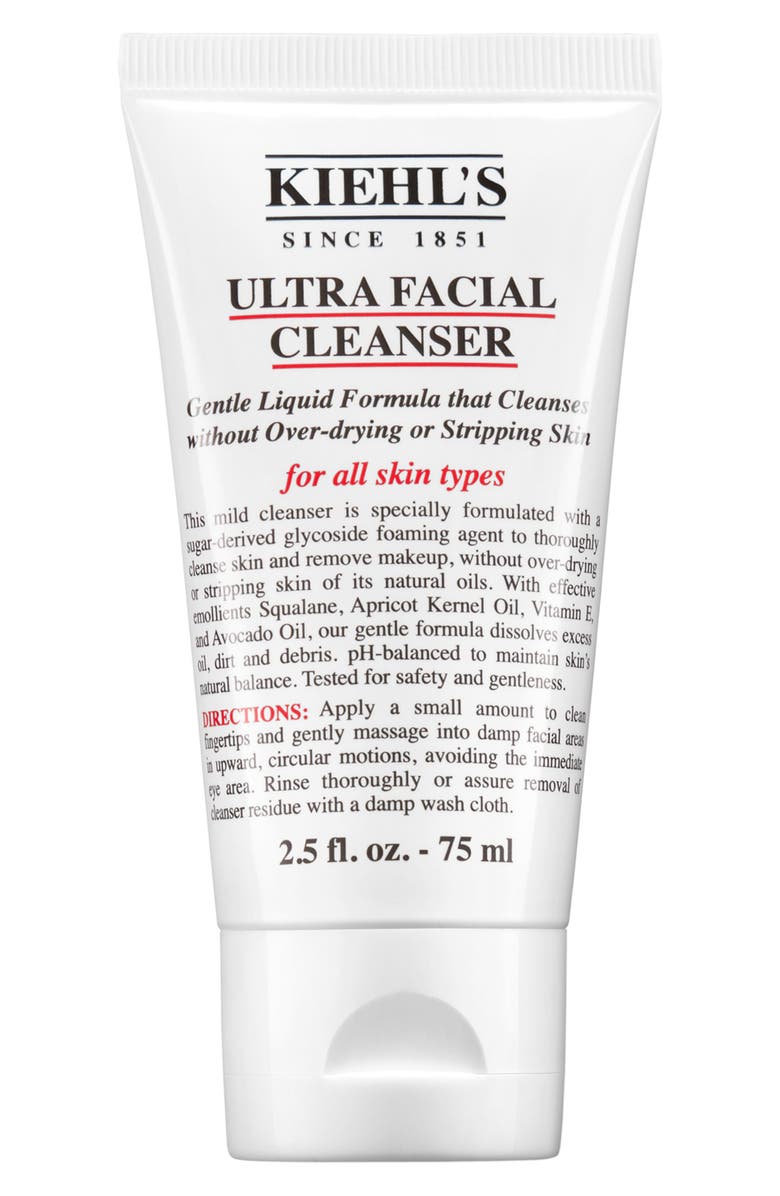 KIEHL'S
SINCE 1851
ULTRA FACIAL
CLEANSER
Gentle Liquid Formula that Cleanses
without Over-drying or Stripping Skin
for all skin types
This mild cleanser is specially formulated with a
sugar-derived glycoside foaming agent to thoroughly
cleanse skin and remove makeup, without over-drying
or stripping skin of its natural oils. With effective
emollients Squalane, Apricot Kernel Oil, Vitamin E,
and Avocado Oil, our gentle formula dissolves excess
oil, dirt and debris. pH-balanced to maintain skin's
natural balance. Tested for safety and gentleness.
DIRECTIONS: Apply a small amount to clean
fingertips and gently massage into damp facial areas
in upward, circular motions, avoiding the immediate
eye area. Rinse thoroughly or assure removal of
cleanser residue with a damp wash cloth.
2.5 fl. oz. - 75 ml